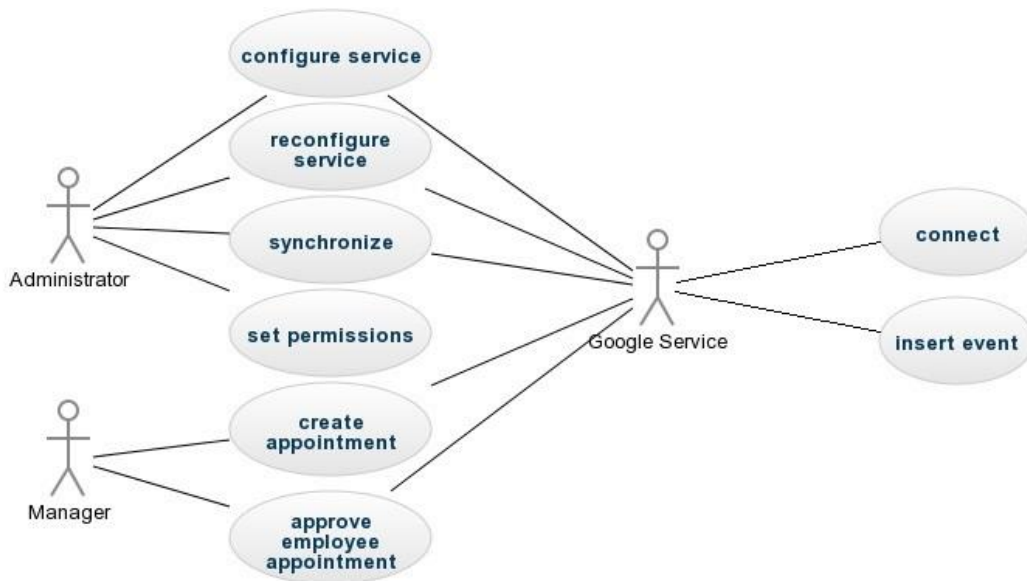 configure service
reconfigure
service
Administrator
synchronize
connect
set permissions
Google Service
insert event
create
appointment
Manager
approve
employee
appointment